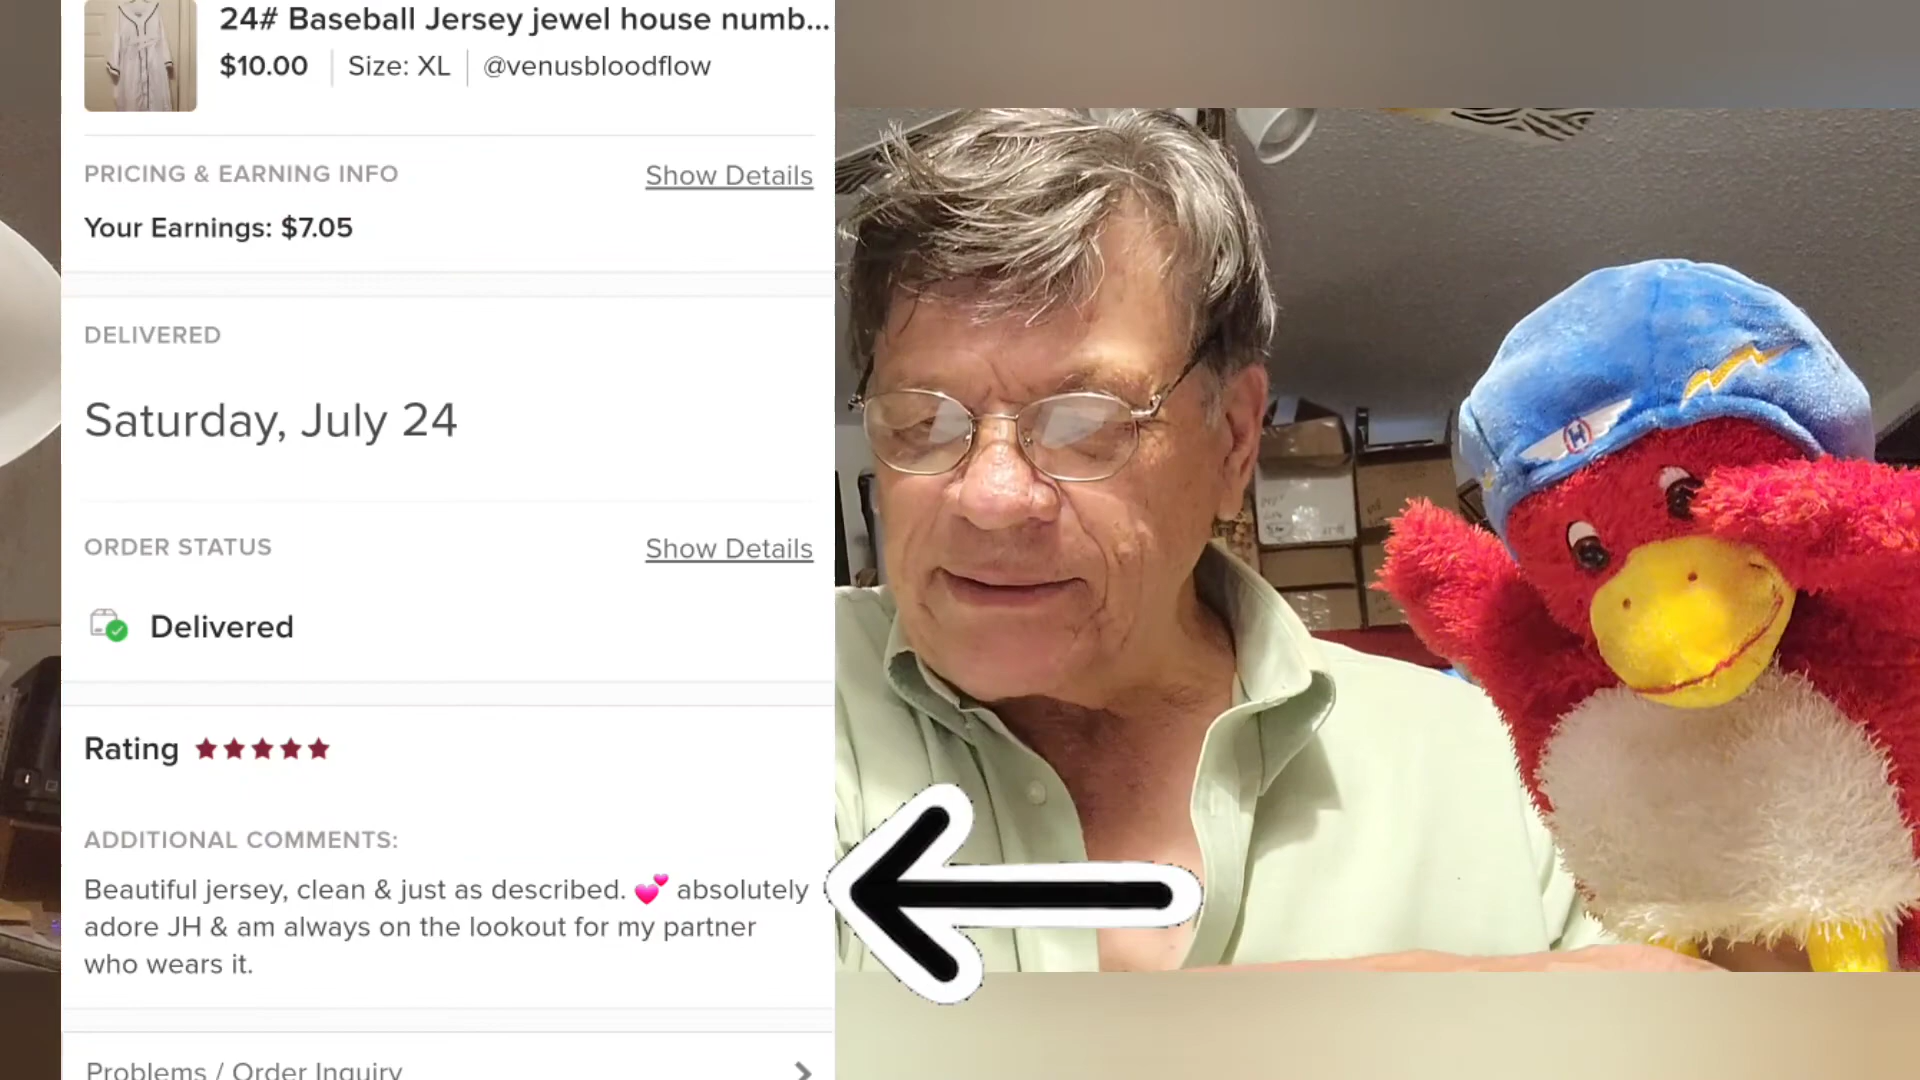 24# Baseball Jersey jewel house numb...
$10.00 | Size: XL | @venusbloodflow
PRICING & EARNING INFO
Show Details
Your Earnings: $7.05
DELIVERED
Saturday, July 24
ORDER STATUS
Show Details
Delivered
Rating ★★★★★
ADDITIONAL COMMENTS:
Beautiful jersey, clean & just as described. 💕 absolutely
adore JH & am always on the lookout for my partner
who wears it.
Problems / Order Inquiry
H